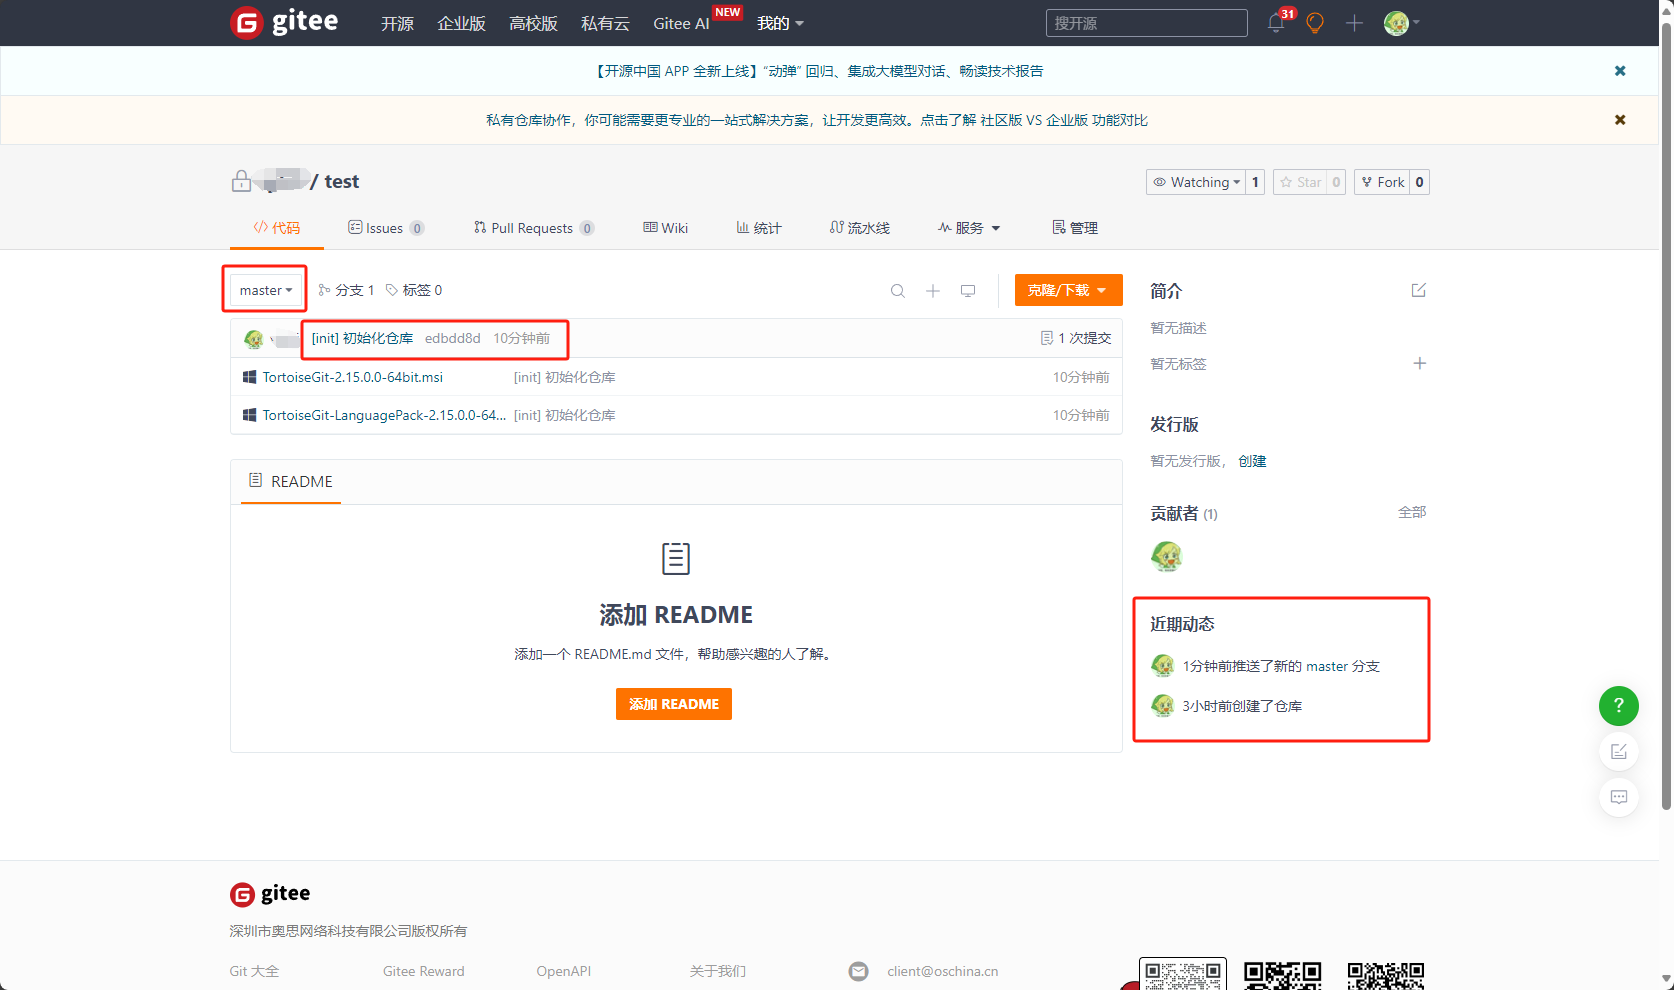 gitee 开源 企业版 高校版 私有云 Gitee AI NEW 我的 搜开源 31
【开源中国 APP 全新上线】“动弹” 回归、集成大模型对话、畅读技术报告
私有仓库协作，你可能需要更专业的一站式解决方案，让开发更高效。点击了解 社区版 VS 企业版 功能对比
/ test
Watching 1 Star 0 Fork 0
代码 Issues 0 Pull Requests 0 Wiki 统计 流水线 服务 管理
master 分支 1 标签 0 克隆/下载
[init] 初始化仓库 edbdd8d 10分钟前 1 次提交
TortoiseGit-2.15.0.0-64bit.msi [init] 初始化仓库 10分钟前
TortoiseGit-LanguagePack-2.15.0.0-64... [init] 初始化仓库 10分钟前
README
添加 README
添加一个 README.md 文件，帮助感兴趣的人了解。
添加 README
简介
暂无描述
暂无标签
发行版
暂无发行版， 创建
贡献者 (1) 全部
近期动态
1分钟前推送了新的 master 分支
3小时前创建了仓库
?
gitee
深圳市奥思网络科技有限公司版权所有
Git 大全 Gitee Reward OpenAPI 关于我们 client@oschina.cn